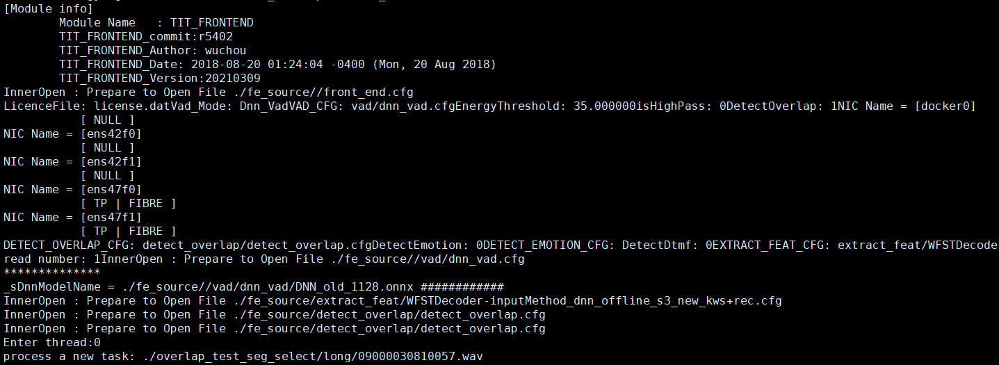 [Module info]
Module Name : TIT_FRONTEND
TIT_FRONTEND_commit:r5402
TIT_FRONTEND_Author: wuchou
TIT_FRONTEND_Date: 2018-08-20 01:24:04 -0400 (Mon, 20 Aug 2018)
TIT_FRONTEND_Version:20210309
InnerOpen : Prepare to Open File ./fe_source//front_end.cfg
LicenceFile: license.datVad_Mode: Dnn_VadVAD_CFG: vad/dnn_vad.cfgEnergyThreshold: 35.000000isHighPass: 0DetectOverlap: 1NIC Name = [docker0]
[ NULL ]
NIC Name = [ens42f0]
[ NULL ]
NIC Name = [ens42f1]
[ NULL ]
NIC Name = [ens47f0]
[ TP | FIBRE ]
NIC Name = [ens47f1]
[ TP | FIBRE ]
DETECT_OVERLAP_CFG: detect_overlap/detect_overlap.cfgDetectEmotion: 0DETECT_EMOTION_CFG: DetectDtmf: 0EXTRACT_FEAT_CFG: extract_feat/WFSTDecode
read number: 1InnerOpen : Prepare to Open File ./fe_source//vad/dnn_vad.cfg
**************
_sDnnModelName = ./fe_source//vad/dnn_vad/DNN_old_1128.onnx ############
InnerOpen : Prepare to Open File ./fe_source/extract_feat/WFSTDecoder-inputMethod_dnn_offline_s3_new_kws+rec.cfg
InnerOpen : Prepare to Open File ./fe_source/detect_overlap/detect_overlap.cfg
InnerOpen : Prepare to Open File ./fe_source/detect_overlap/detect_overlap.cfg
Enter thread:0
process a new task: ./overlap_test_seg_select/long/09000030810057.wav